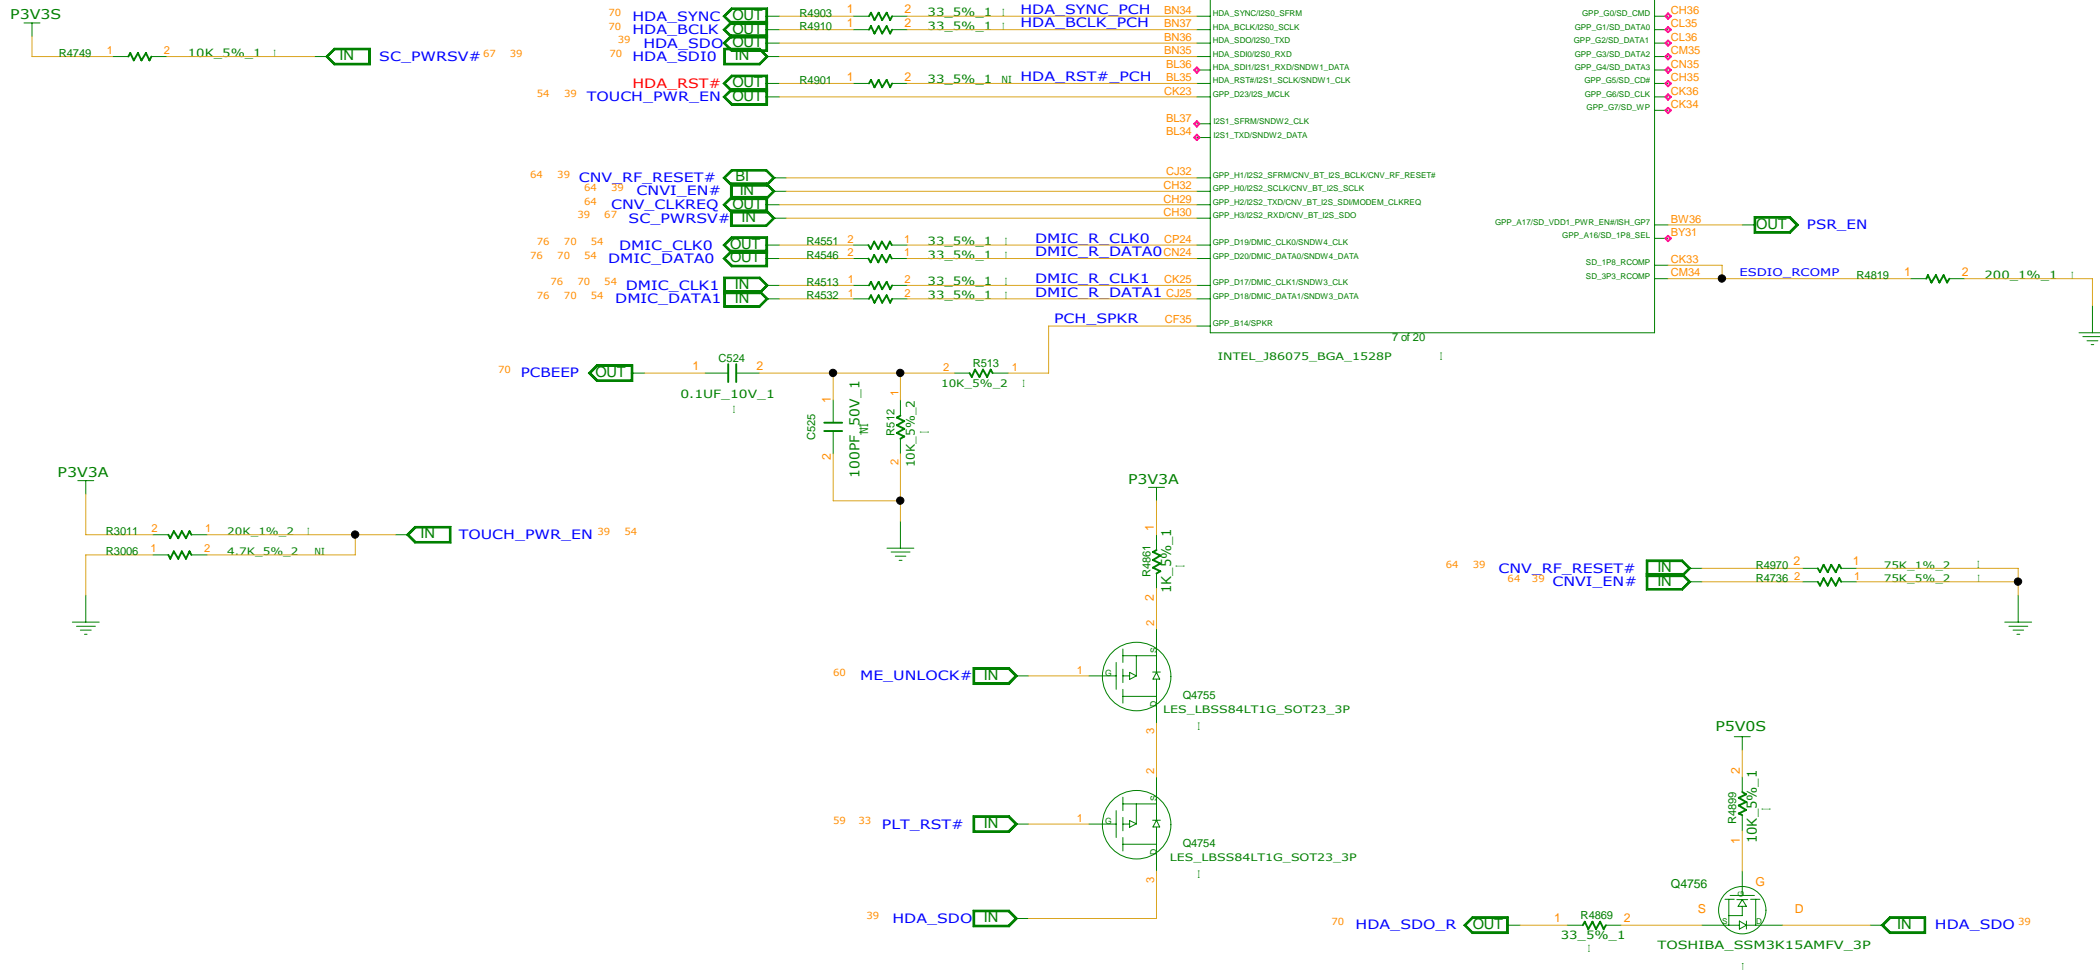 P3V3S
R4749 1 2 10K_5%_1 I IN SC_PWRSV# 67 39
70 HDA_SYNC OUT R4903 1 2 33_5%_1 I HDA_SYNC_PCH BN34 HDA_SYNC/I2S0_SFRM
70 HDA_BCLK OUT R4910 1 2 33_5%_1 I HDA_BCLK_PCH BN37 HDA_BCLK/I2S0_SCLK
39 HDA_SDO OUT BN36 HDA_SDO/I2S0_TXD
70 HDA_SDI0 IN BN35 HDA_SDI0/I2S0_RXD
BL36 HDA_SDI1/I2S1_RXD/SNDW1_DATA
HDA_RST# OUT R4901 1 2 33_5%_1 NI HDA_RST#_PCH BL35 HDA_RST#/I2S1_SCLK/SNDW1_CLK
54 39 TOUCH_PWR_EN OUT CK23 GPP_D23/I2S_MCLK
BL37 I2S1_SFRM/SNDW2_CLK
BL34 I2S1_TXD/SNDW2_DATA
64 39 CNV_RF_RESET# BI CJ32 GPP_H1/I2S2_SFRM/CNV_BT_I2S_BCLK/CNV_RF_RESET#
64 39 CNVI_EN# IN CH32 GPP_H0/I2S2_SCLK/CNV_BT_I2S_SCLK
64 CNV_CLKREQ OUT CH29 GPP_H2/I2S2_TXD/CNV_BT_I2S_SDI/MODEM_CLKREQ
39 67 SC_PWRSV# IN CH30 GPP_H3/I2S2_RXD/CNV_BT_I2S_SDO
76 70 54 DMIC_CLK0 OUT R4551 2 1 33_5%_1 I DMIC_R_CLK0 CP24 GPP_D19/DMIC_CLK0/SNDW4_CLK
76 70 54 DMIC_DATA0 OUT R4546 2 1 33_5%_1 I DMIC_R_DATA0 CN24 GPP_D20/DMIC_DATA0/SNDW4_DATA
76 70 54 DMIC_CLK1 IN R4513 1 2 33_5%_1 I DMIC_R_CLK1 CK25 GPP_D17/DMIC_CLK1/SNDW3_CLK
76 70 54 DMIC_DATA1 IN R4532 1 2 33_5%_1 I DMIC_R_DATA1 CJ25 GPP_D18/DMIC_DATA1/SNDW3_DATA
PCH_SPKR CF35 GPP_B14/SPKR
GPP_G0/SD_CMD CH36
GPP_G1/SD_DATA0 CL35
GPP_G2/SD_DATA1 CL36
GPP_G3/SD_DATA2 CM35
GPP_G4/SD_DATA3 CN35
GPP_G5/SD_CD# CH35
GPP_G6/SD_CLK CK36
GPP_G7/SD_WP CK34
GPP_A17/SD_VDD1_PWR_EN#/ISH_GP7 BW36 OUT PSR_EN
GPP_A16/SD_1P8_SEL BY31
SD_1P8_RCOMP CK33
SD_3P3_RCOMP CM34 ESDIO_RCOMP R4819 1 2 200_1%_1 I
7 of 20
INTEL_J86075_BGA_1528P I
70 PCBEEP OUT 1 C524 2
0.1UF_10V_1
I
2 R513 1
10K_5%_2 I
1 C525 2 100PF_50V_1 NI
1 R512 2 10K_5%_2 I
P3V3A
R3011 2 1 20K_1%_2 I IN TOUCH_PWR_EN 39 54
R3006 1 2 4.7K_5%_2 NI
P3V3A
1 R4861 2 1K_5%_1 I
2
60 ME_UNLOCK# IN 1 G S D
Q4755
LES_LBSS84LT1G_SOT23_3P
I
3
2
59 33 PLT_RST# IN 1 G S D
Q4754
LES_LBSS84LT1G_SOT23_3P
I
3
39 HDA_SDO IN
64 39 CNV_RF_RESET# IN R4970 2 1 75K_1%_2 I
64 39 CNVI_EN# IN R4736 2 1 75K_5%_2 I
P5V0S
2 R4899 1 10K_5%_1 I
Q4756 G
S D
70 HDA_SDO_R OUT 1 R4869 2 S G D IN HDA_SDO 39
33_5%_1
I
TOSHIBA_SSM3K15AMFV_3P
I